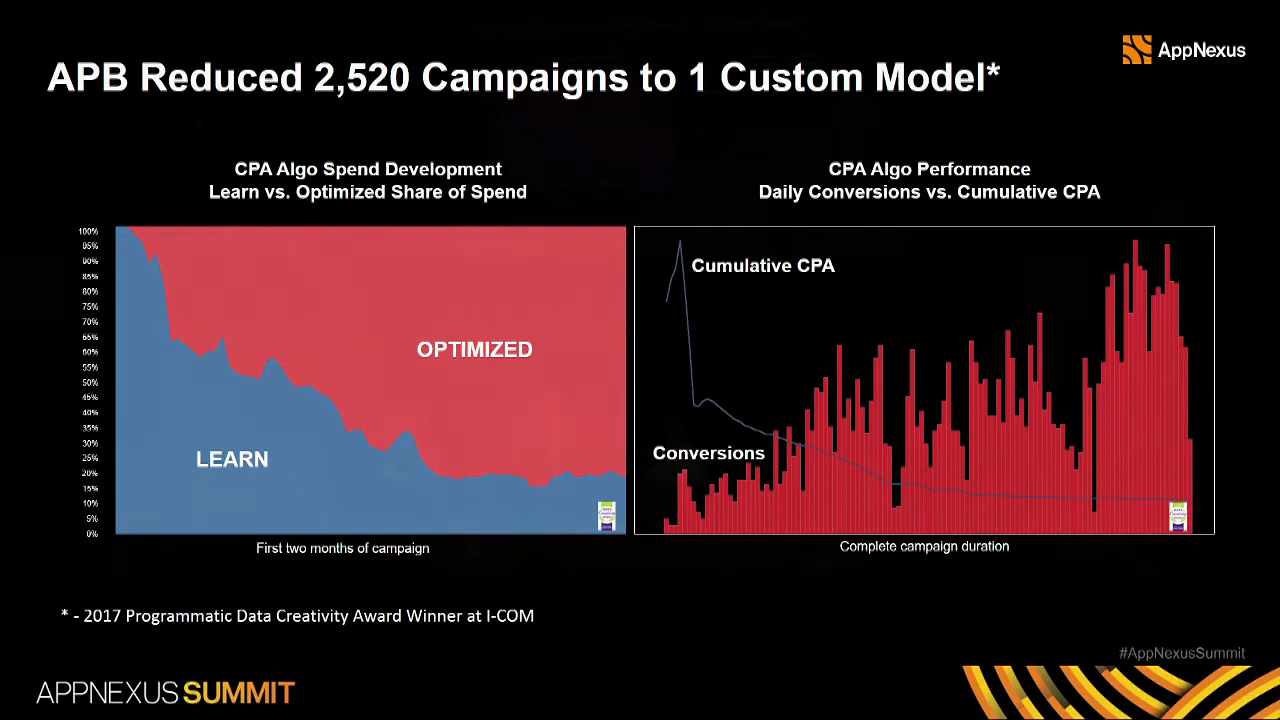 AppNexus
APB Reduced 2,520 Campaigns to 1 Custom Model*
CPA Algo Spend Development
Learn vs. Optimized Share of Spend
100%
95%
90%
85%
80%
75%
70%
65%
60%
55%
50%
45%
40%
35%
30%
25%
20%
15%
10%
5%
0%
OPTIMIZED
LEARN
First two months of campaign
CPA Algo Performance
Daily Conversions vs. Cumulative CPA
Cumulative CPA
Conversions
Complete campaign duration
* - 2017 Programmatic Data Creativity Award Winner at I-COM
#AppNexusSummit
APPNEXUS SUMMIT